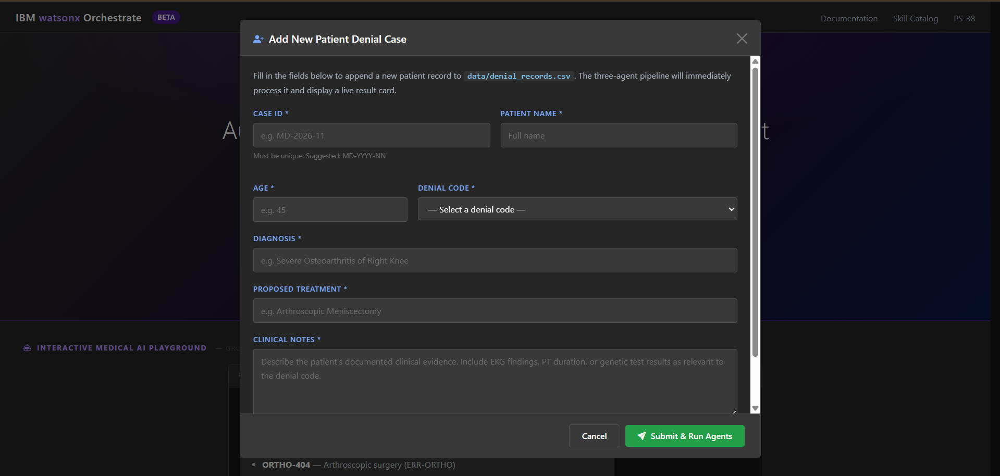 IBM watsonx Orchestrate BETA
Documentation Skill Catalog PS-38
Add New Patient Denial Case
Fill in the fields below to append a new patient record to data/denial_records.csv. The three-agent pipeline will immediately
process it and display a live result card.
CASE ID * PATIENT NAME *
e.g. MD-2026-11 Full name
Must be unique. Suggested: MD-YYYY-NN
AGE * DENIAL CODE *
e.g. 45 — Select a denial code —
DIAGNOSIS *
e.g. Severe Osteoarthritis of Right Knee
PROPOSED TREATMENT *
e.g. Arthroscopic Meniscectomy
CLINICAL NOTES *
Describe the patient's documented clinical evidence. Include EKG findings, PT duration, or genetic test results as relevant to
the denial code.
Cancel Submit & Run Agents
INTERACTIVE MEDICAL AI PLAYGROUND
ORTHO-404 — Arthroscopic surgery (ERR-ORTHO)